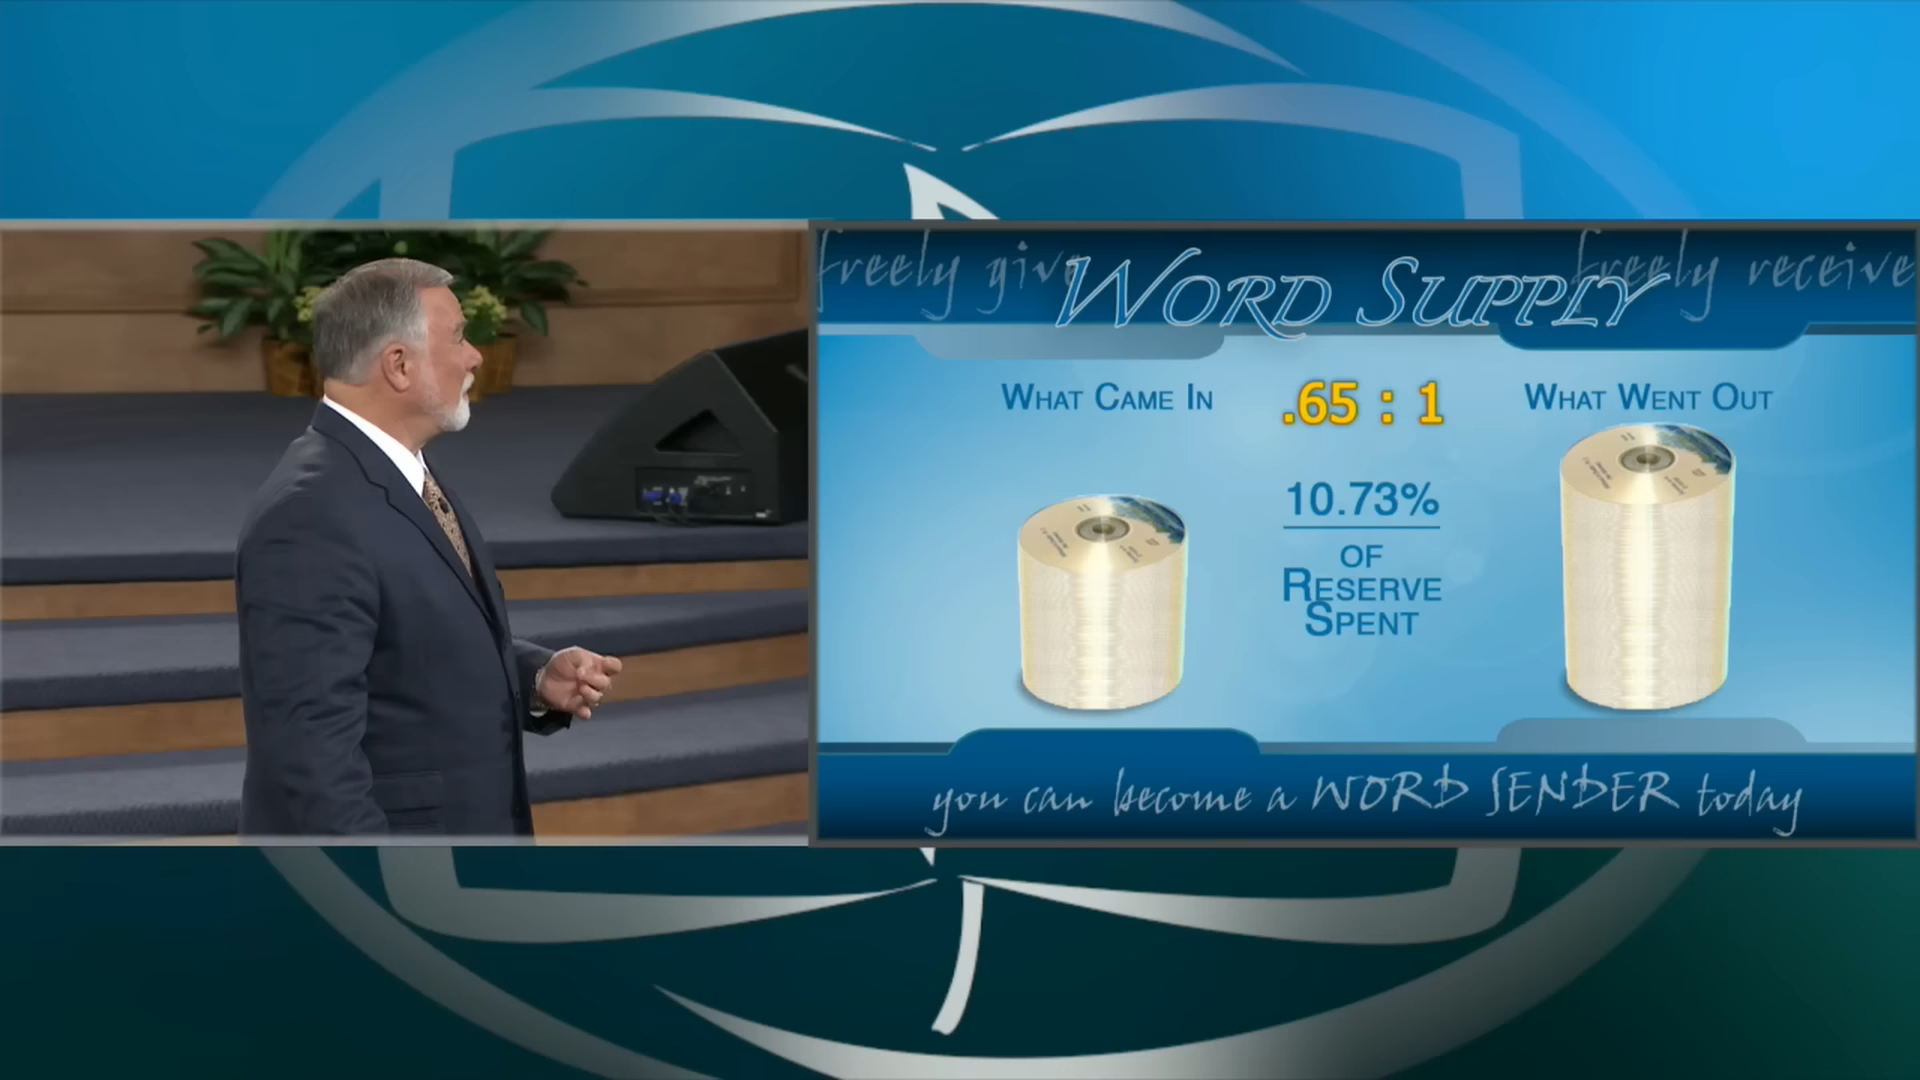 freely give
WORD SUPPLY
freely receive
WHAT CAME IN
.65 : 1
WHAT WENT OUT
10.73%
OF
RESERVE
SPENT
you can become a WORD SENDER today